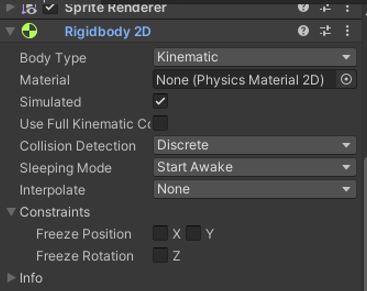 Sprite Renderer
Rigidbody 2D
Body Type Kinematic
Material None (Physics Material 2D)
Simulated
Use Full Kinematic Co
Collision Detection Discrete
Sleeping Mode Start Awake
Interpolate None
Constraints
Freeze Position X Y
Freeze Rotation Z
Info